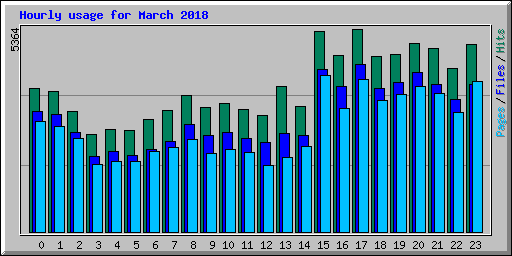 Hourly usage for March 2018
5364
Pages / Files / Hits
0 1 2 3 4 5 6 7 8 9 10 11 12 13 14 15 16 17 18 19 20 21 22 23